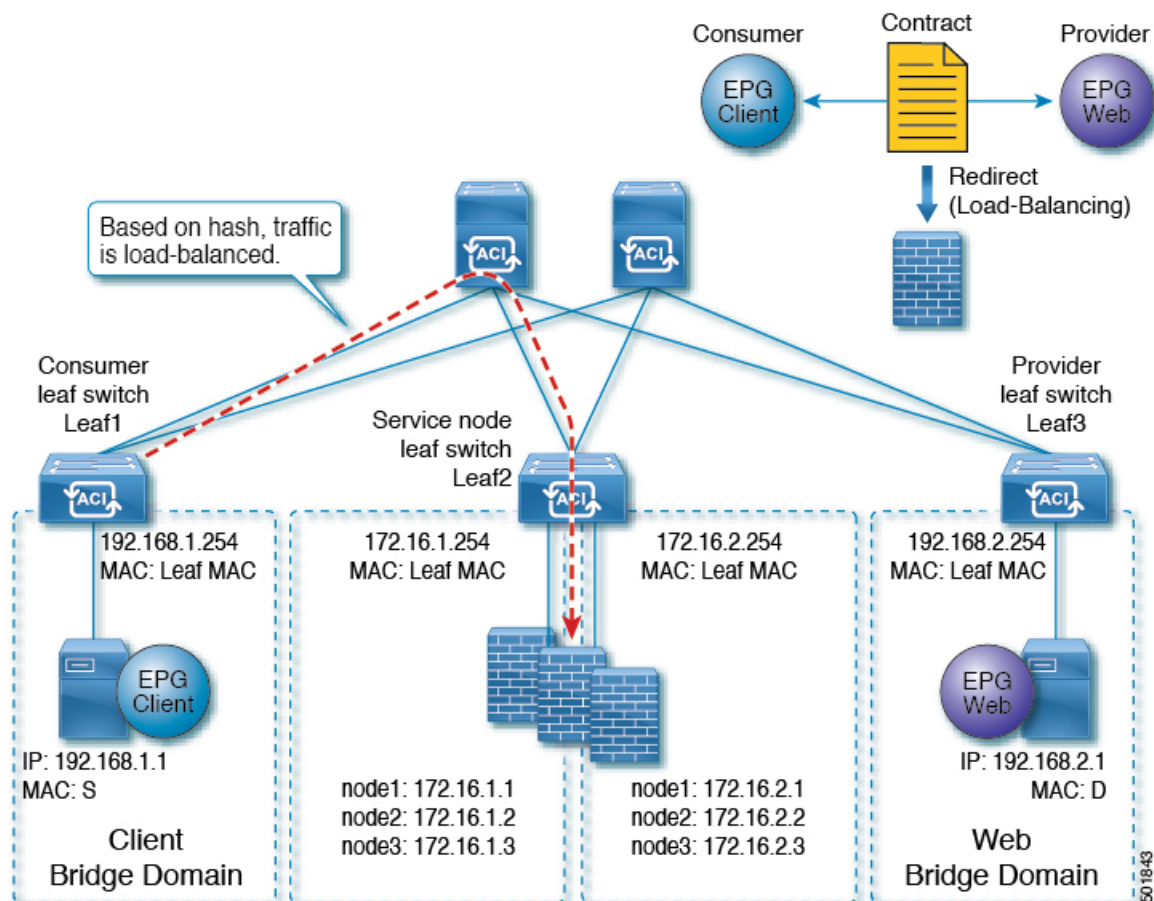 Consumer
Contract
Provider
EPG
Client
EPG
Web
Redirect
(Load-Balancing)
Based on hash, traffic
is load-balanced.
ACI
ACI
Consumer
leaf switch
Leaf1
Service node
leaf switch
Leaf2
Provider
leaf switch
Leaf3
ACI
ACI
ACI
192.168.1.254
MAC: Leaf MAC
172.16.1.254
MAC: Leaf MAC
172.16.2.254
MAC: Leaf MAC
192.168.2.254
MAC: Leaf MAC
EPG
Client
EPG
Web
IP: 192.168.1.1
MAC: S
IP: 192.168.2.1
MAC: D
node1: 172.16.1.1
node2: 172.16.1.2
node3: 172.16.1.3
node1: 172.16.2.1
node2: 172.16.2.2
node3: 172.16.2.3
Client
Bridge Domain
Web
Bridge Domain
501843